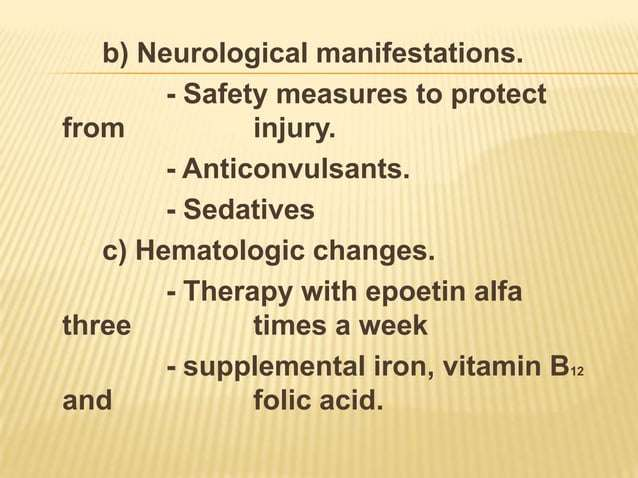 b) Neurological manifestations.
- Safety measures to protect
from injury.
- Anticonvulsants.
- Sedatives
c) Hematologic changes.
- Therapy with epoetin alfa
three times a week
- supplemental iron, vitamin B₁₂
and folic acid.